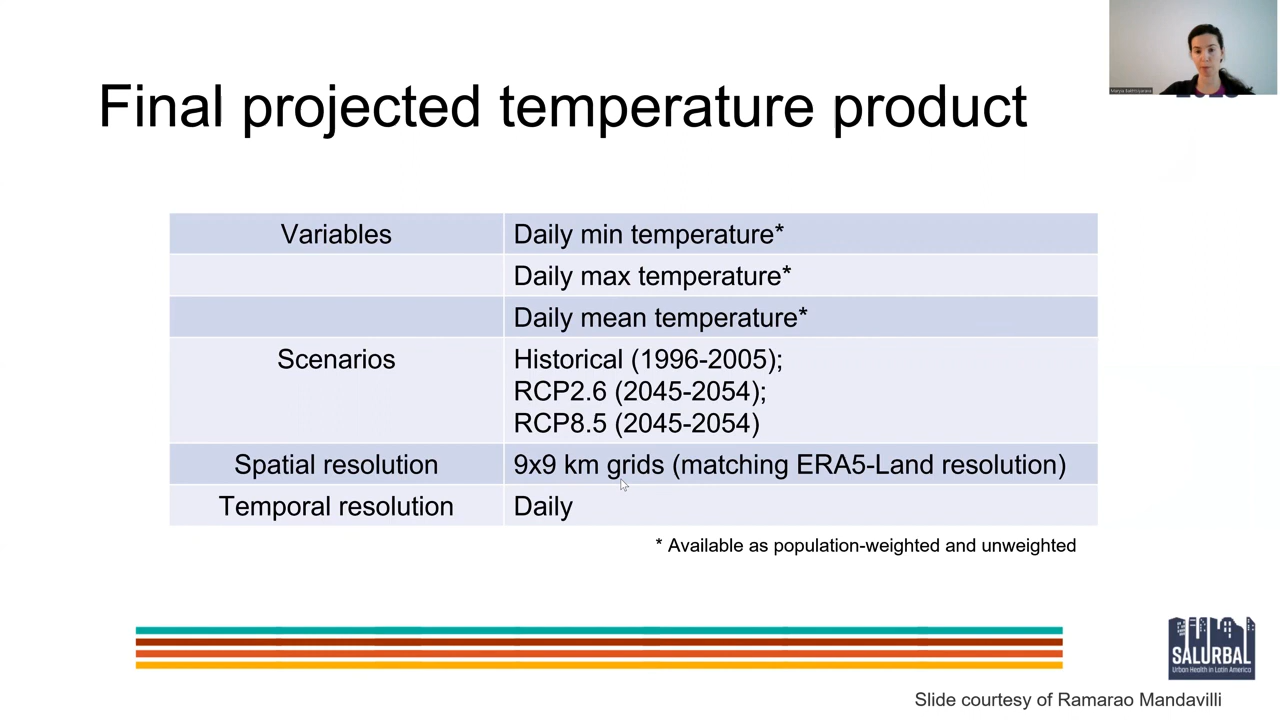 Final projected temperature product
Variables
Daily min temperature*
Daily max temperature*
Daily mean temperature*
Scenarios
Historical (1996-2005);
RCP2.6 (2045-2054);
RCP8.5 (2045-2054)
Spatial resolution
9x9 km grids (matching ERA5-Land resolution)
Temporal resolution
Daily
* Available as population-weighted and unweighted
SALURBAL
Urban Health in Latin America
Slide courtesy of Ramarao Mandavilli